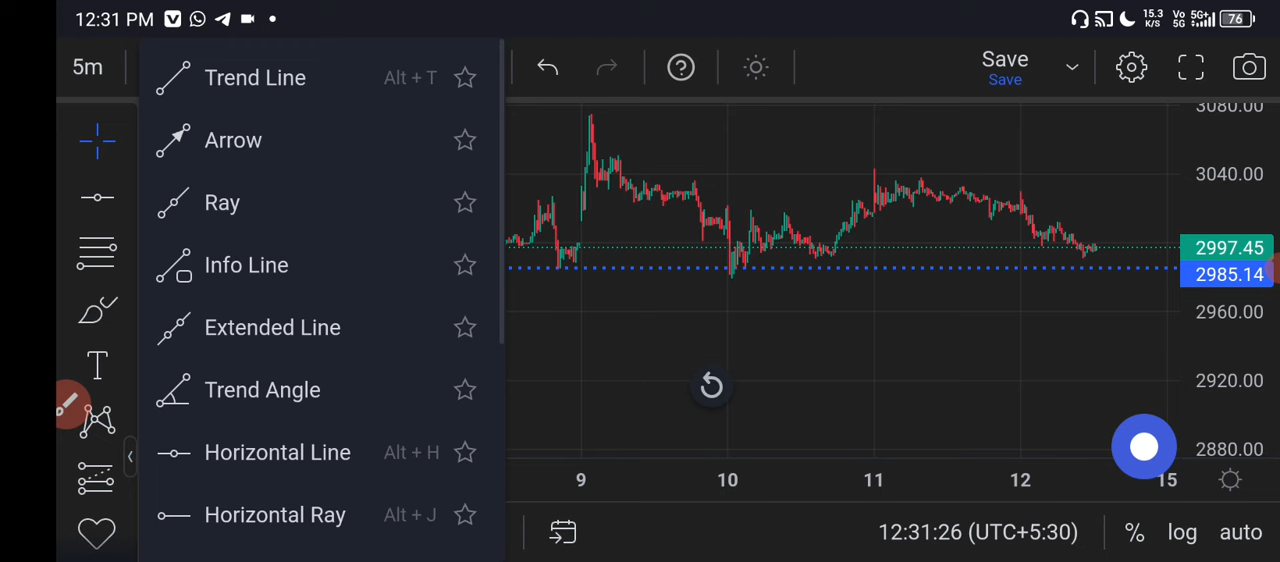 12:31 PM
15.3 K/S
Vo 5G
5G+
76
5m
Save
Save
Trend Line Alt + T
Arrow
Ray
Info Line
Extended Line
Trend Angle
Horizontal Line Alt + H
Horizontal Ray Alt + J
T
3080.00
3040.00
2997.45
2985.14
2960.00
2920.00
2880.00
9 10 11 12 15
12:31:26 (UTC+5:30) % log auto